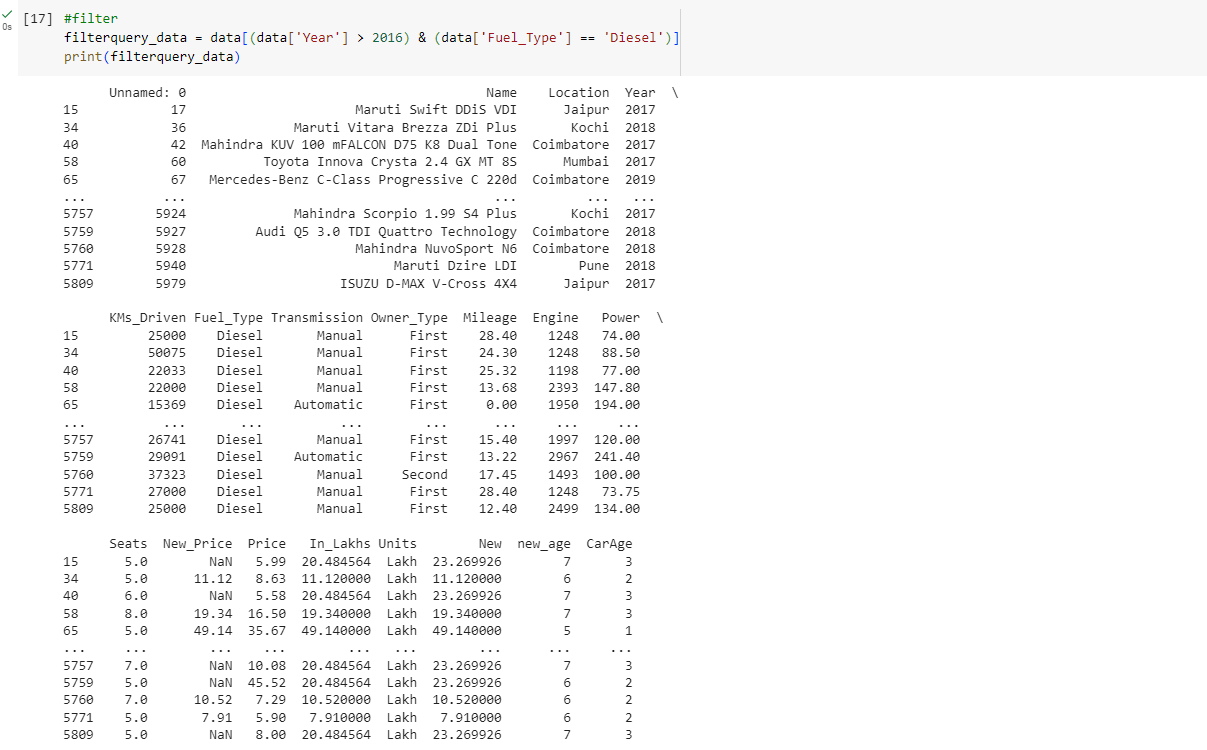 [17] #filter
0s
filterquery_data = data[(data['Year'] > 2016) & (data['Fuel_Type'] == 'Diesel')]
print(filterquery_data)
Unnamed: 0 Name Location Year \
15 17 Maruti Swift DDiS VDI Jaipur 2017
34 36 Maruti Vitara Brezza ZDi Plus Kochi 2018
40 42 Mahindra KUV 100 mFALCON D75 K8 Dual Tone Coimbatore 2017
58 60 Toyota Innova Crysta 2.4 GX MT 8S Mumbai 2017
65 67 Mercedes-Benz C-Class Progressive C 220d Coimbatore 2019
... ... ... ... ...
5757 5924 Mahindra Scorpio 1.99 S4 Plus Kochi 2017
5759 5927 Audi Q5 3.0 TDI Quattro Technology Coimbatore 2018
5760 5928 Mahindra NuvoSport N6 Coimbatore 2018
5771 5940 Maruti Dzire LDI Pune 2018
5809 5979 ISUZU D-MAX V-Cross 4X4 Jaipur 2017
KMs_Driven Fuel_Type Transmission Owner_Type Mileage Engine Power \
15 25000 Diesel Manual First 28.40 1248 74.00
34 50075 Diesel Manual First 24.30 1248 88.50
40 22033 Diesel Manual First 25.32 1198 77.00
58 22000 Diesel Manual First 13.68 2393 147.80
65 15369 Diesel Automatic First 0.00 1950 194.00
... ... ... ... ... ... ... ...
5757 26741 Diesel Manual First 15.40 1997 120.00
5759 29091 Diesel Automatic First 13.22 2967 241.40
5760 37323 Diesel Manual Second 17.45 1493 100.00
5771 27000 Diesel Manual First 28.40 1248 73.75
5809 25000 Diesel Manual First 12.40 2499 134.00
Seats New_Price Price In_Lakhs Units New new_age CarAge
15 5.0 NaN 5.99 20.484564 Lakh 23.269926 7 3
34 5.0 11.12 8.63 11.120000 Lakh 11.120000 6 2
40 6.0 NaN 5.58 20.484564 Lakh 23.269926 7 3
58 8.0 19.34 16.50 19.340000 Lakh 19.340000 7 3
65 5.0 49.14 35.67 49.140000 Lakh 49.140000 5 1
... ... ... ... ... ... ... ... ...
5757 7.0 NaN 10.08 20.484564 Lakh 23.269926 7 3
5759 5.0 NaN 45.52 20.484564 Lakh 23.269926 6 2
5760 7.0 10.52 7.29 10.520000 Lakh 10.520000 6 2
5771 5.0 7.91 5.90 7.910000 Lakh 7.910000 6 2
5809 5.0 NaN 8.00 20.484564 Lakh 23.269926 7 3